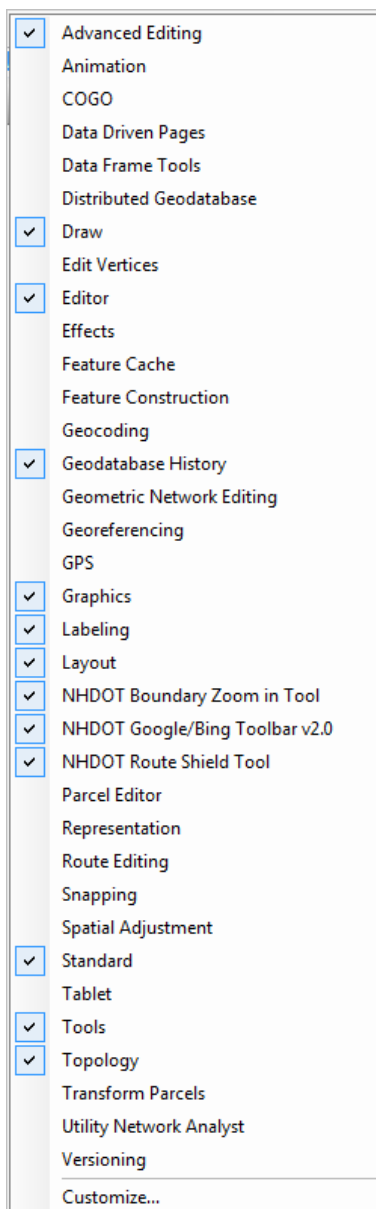 Advanced Editing
Animation
COGO
Data Driven Pages
Data Frame Tools
Distributed Geodatabase
Draw
Edit Vertices
Editor
Effects
Feature Cache
Feature Construction
Geocoding
Geodatabase History
Geometric Network Editing
Georeferencing
GPS
Graphics
Labeling
Layout
NHDOT Boundary Zoom in Tool
NHDOT Google/Bing Toolbar v2.0
NHDOT Route Shield Tool
Parcel Editor
Representation
Route Editing
Snapping
Spatial Adjustment
Standard
Tablet
Tools
Topology
Transform Parcels
Utility Network Analyst
Versioning
Customize...